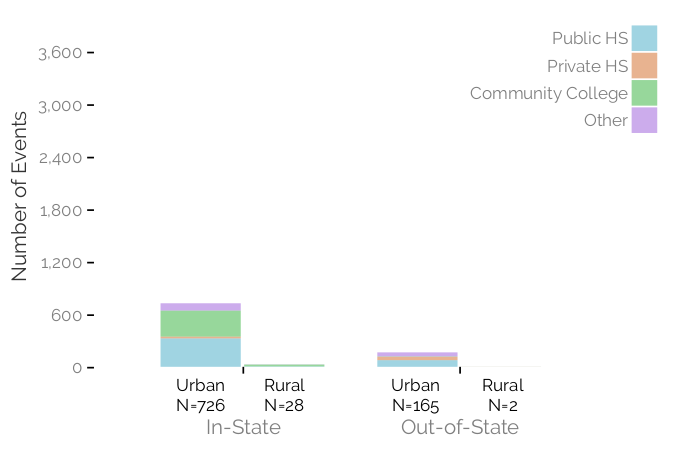 Public HS
Private HS
Community College
Other
Number of Events
3,600
3,000
2,400
1,800
1,200
600
0
Urban Rural Urban Rural
N=726 N=28 N=165 N=2
In-State Out-of-State